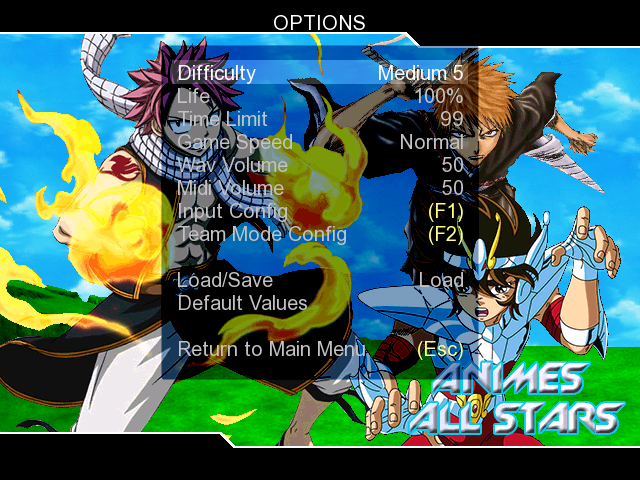 OPTIONS
Difficulty Medium 5
Life 100%
Time Limit 99
Game Speed Normal
Wav Volume 50
Midi Volume 50
Input Config (F1)
Team Mode Config (F2)
Load/Save Load
Default Values
Return to Main Menu (Esc)
ANIMES
ALL STARS